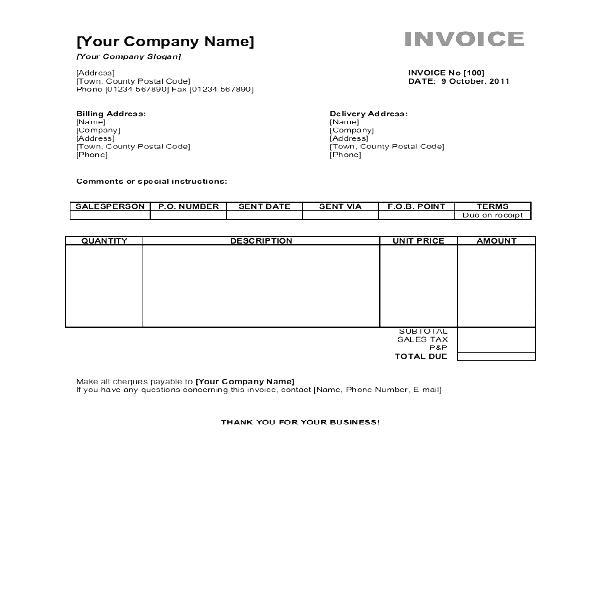 [Your Company Name]
INVOICE
[Your Company Slogan]
[Address]
[Town, County Postal Code]
Phone [01234 567890] Fax [01234 567890]
INVOICE No [100]
DATE: 9 October, 2011
Billing Address:
[Name]
[Company]
[Address]
[Town, County Postal Code]
[Phone]
Delivery Address:
[Name]
[Company]
[Address]
[Town, County Postal Code]
[Phone]
Comments or special instructions:
SALESPERSON P.O. NUMBER SENT DATE SENT VIA F.O.B. POINT TERMS
Due on receipt
QUANTITY DESCRIPTION UNIT PRICE AMOUNT
SUBTOTAL
SALES TAX
P&P
TOTAL DUE
Make all cheques payable to [Your Company Name]
If you have any questions concerning this invoice, contact [Name, Phone Number, E-mail]
THANK YOU FOR YOUR BUSINESS!